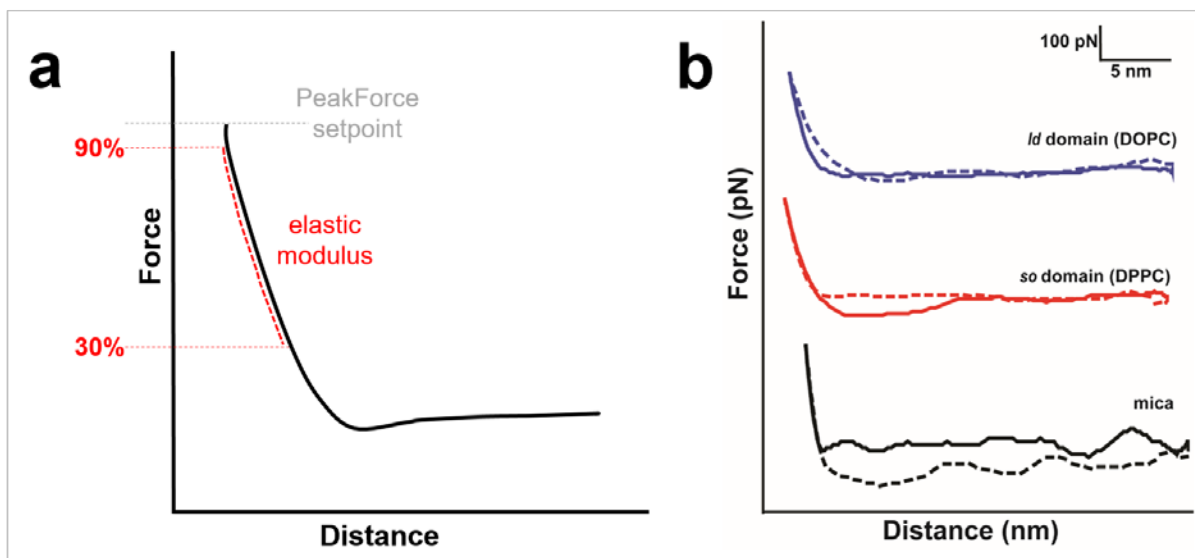 a
PeakForce
setpoint
90%
elastic
modulus
30%
Force
Distance
b
100 pN
5 nm
ld domain (DOPC)
so domain (DPPC)
mica
Force (pN)
Distance (nm)